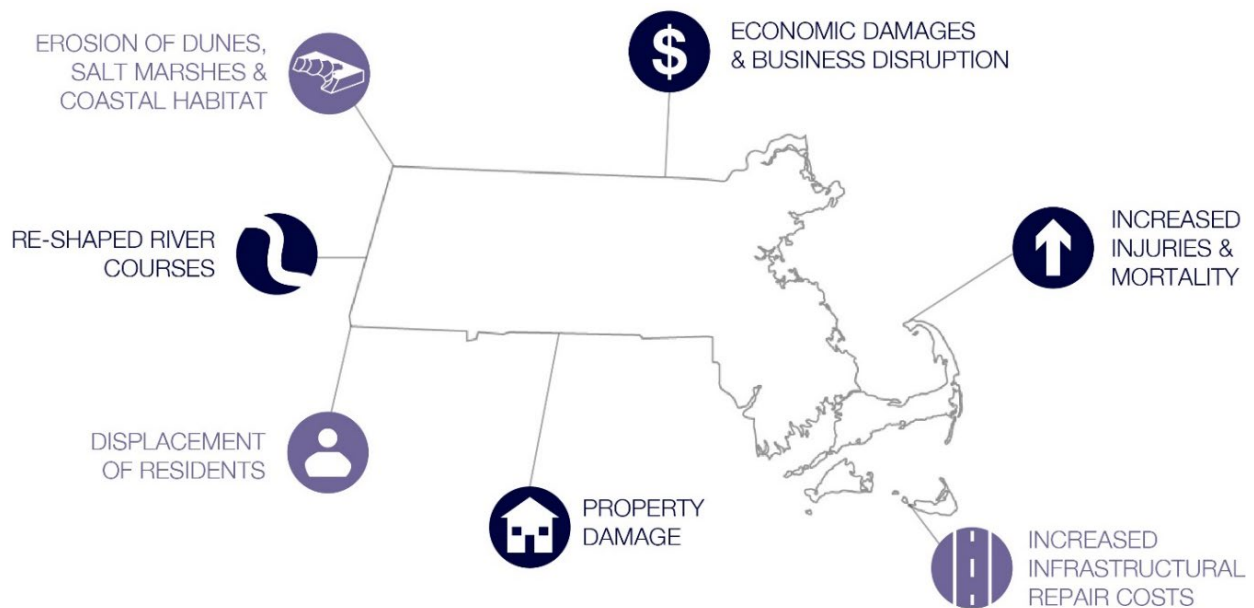 EROSION OF DUNES,
SALT MARSHES &
COASTAL HABITAT
$
ECONOMIC DAMAGES
& BUSINESS DISRUPTION
RE-SHAPED RIVER
COURSES
INCREASED
INJURIES &
MORTALITY
DISPLACEMENT
OF RESIDENTS
PROPERTY
DAMAGE
INCREASED
INFRASTRUCTURAL
REPAIR COSTS